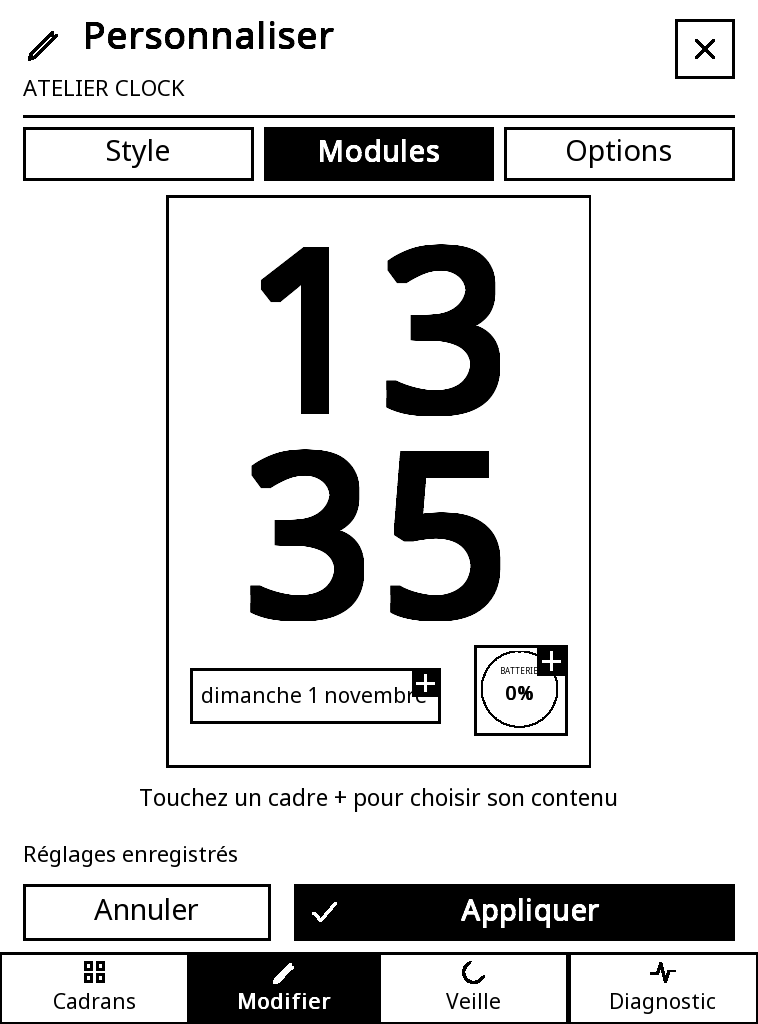 Personnaliser
ATELIER CLOCK
Style
Modules
Options
13
35
dimanche 1 novembre
BATTERIE
0%
Touchez un cadre + pour choisir son contenu
Réglages enregistrés
Annuler
Appliquer
Cadrans
Modifier
Veille
Diagnostic